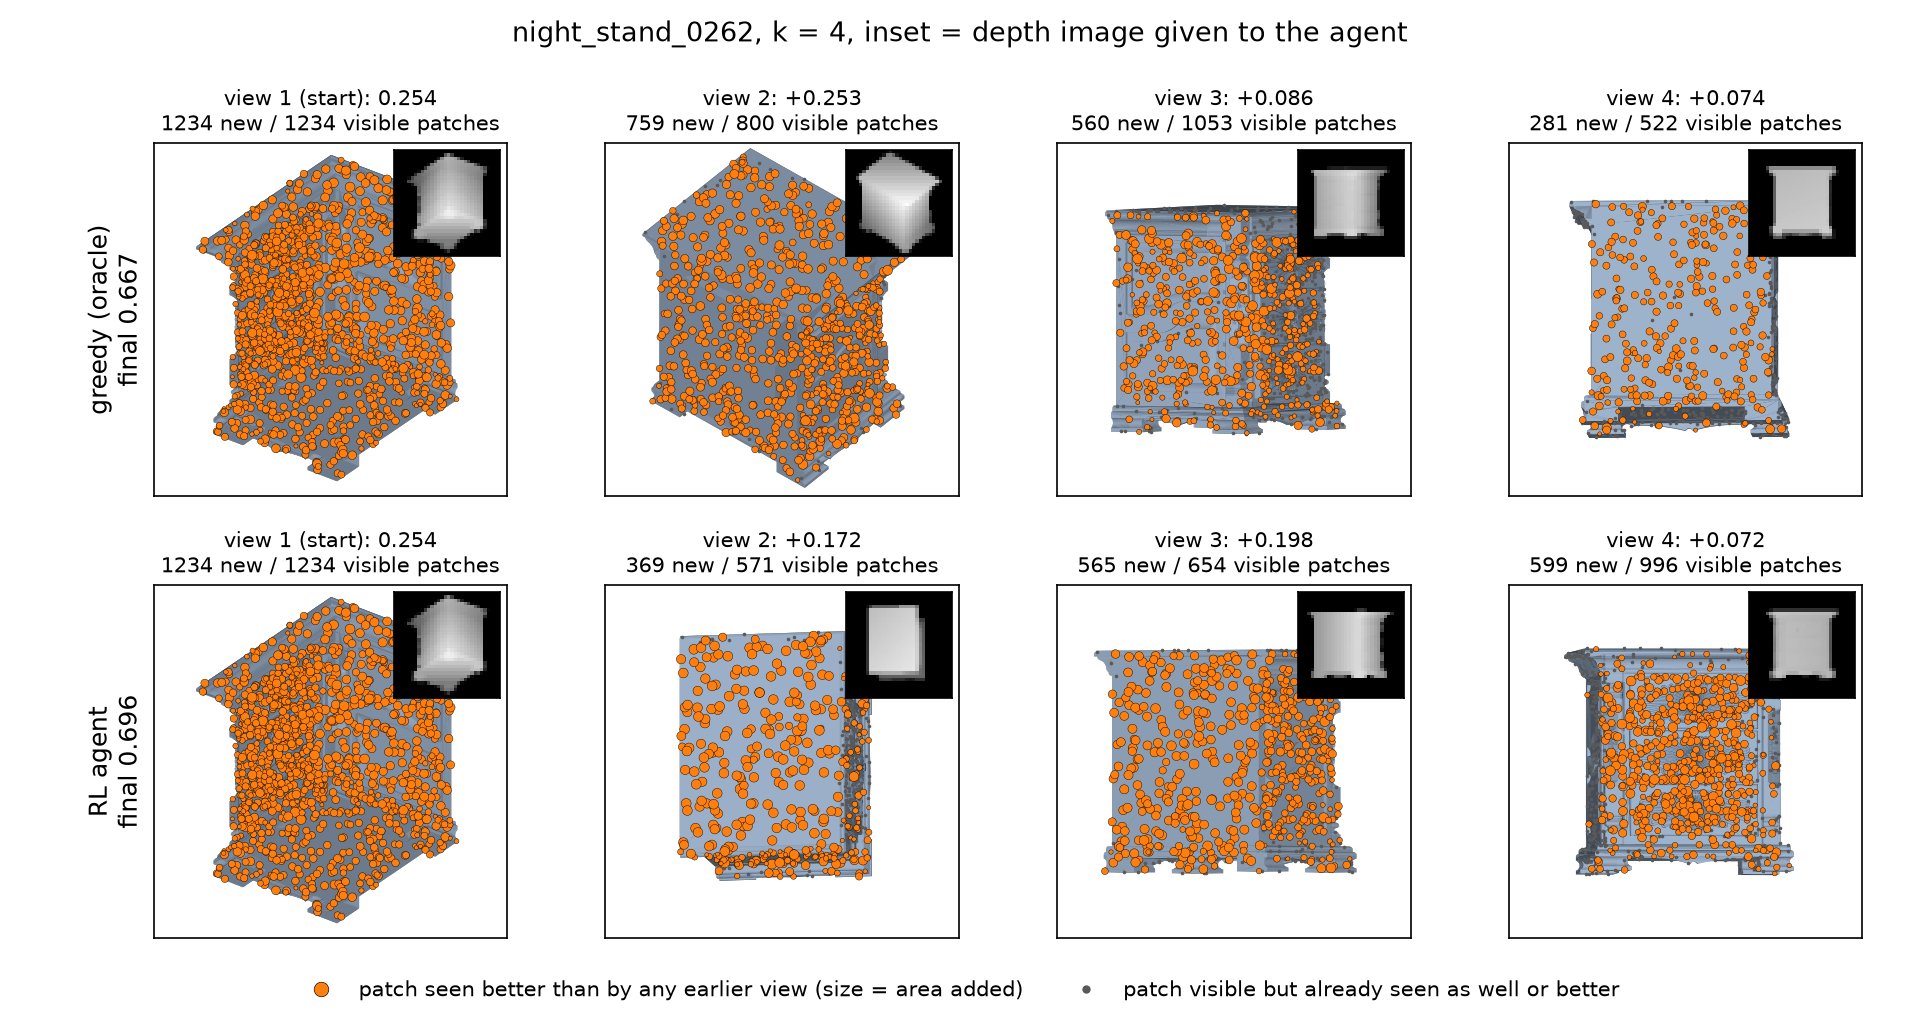 night_stand_0262, k = 4, inset = depth image given to the agent
view 1 (start): 0.254
1234 new / 1234 visible patches
view 2: +0.253
759 new / 800 visible patches
view 3: +0.086
560 new / 1053 visible patches
view 4: +0.074
281 new / 522 visible patches
greedy (oracle)
final 0.667
view 1 (start): 0.254
1234 new / 1234 visible patches
view 2: +0.172
369 new / 571 visible patches
view 3: +0.198
565 new / 654 visible patches
view 4: +0.072
599 new / 996 visible patches
RL agent
final 0.696
patch seen better than by any earlier view (size = area added)
patch visible but already seen as well or better